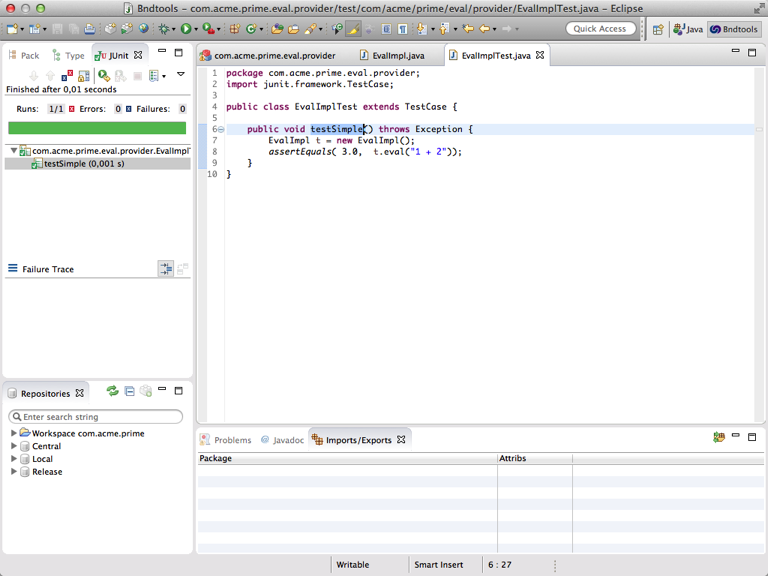 Bndtools – com.acme.prime.eval.provider/test/com/acme/prime/eval/provider/EvalImplTest.java – Eclipse
Quick Access
Java
Bndtools
Pack
Type
JUnit
Finished after 0,01 seconds
Runs: 1/1 Errors: 0 Failures: 0
com.acme.prime.eval.provider.EvalImpl
testSimple (0,001 s)
Failure Trace
Repositories
Enter search string
Workspace com.acme.prime
Central
Local
Release
com.acme.prime.eval.provider
EvalImpl.java
EvalImplTest.java
1 package com.acme.prime.eval.provider;
2 import junit.framework.TestCase;
3
4 public class EvalImplTest extends TestCase {
5
6 public void testSimple() throws Exception {
7 EvalImpl t = new EvalImpl();
8 assertEquals( 3.0, t.eval("1 + 2"));
9 }
10 }
Problems
Javadoc
Imports/Exports
Package
Attribs
Writable
Smart Insert
6 : 27